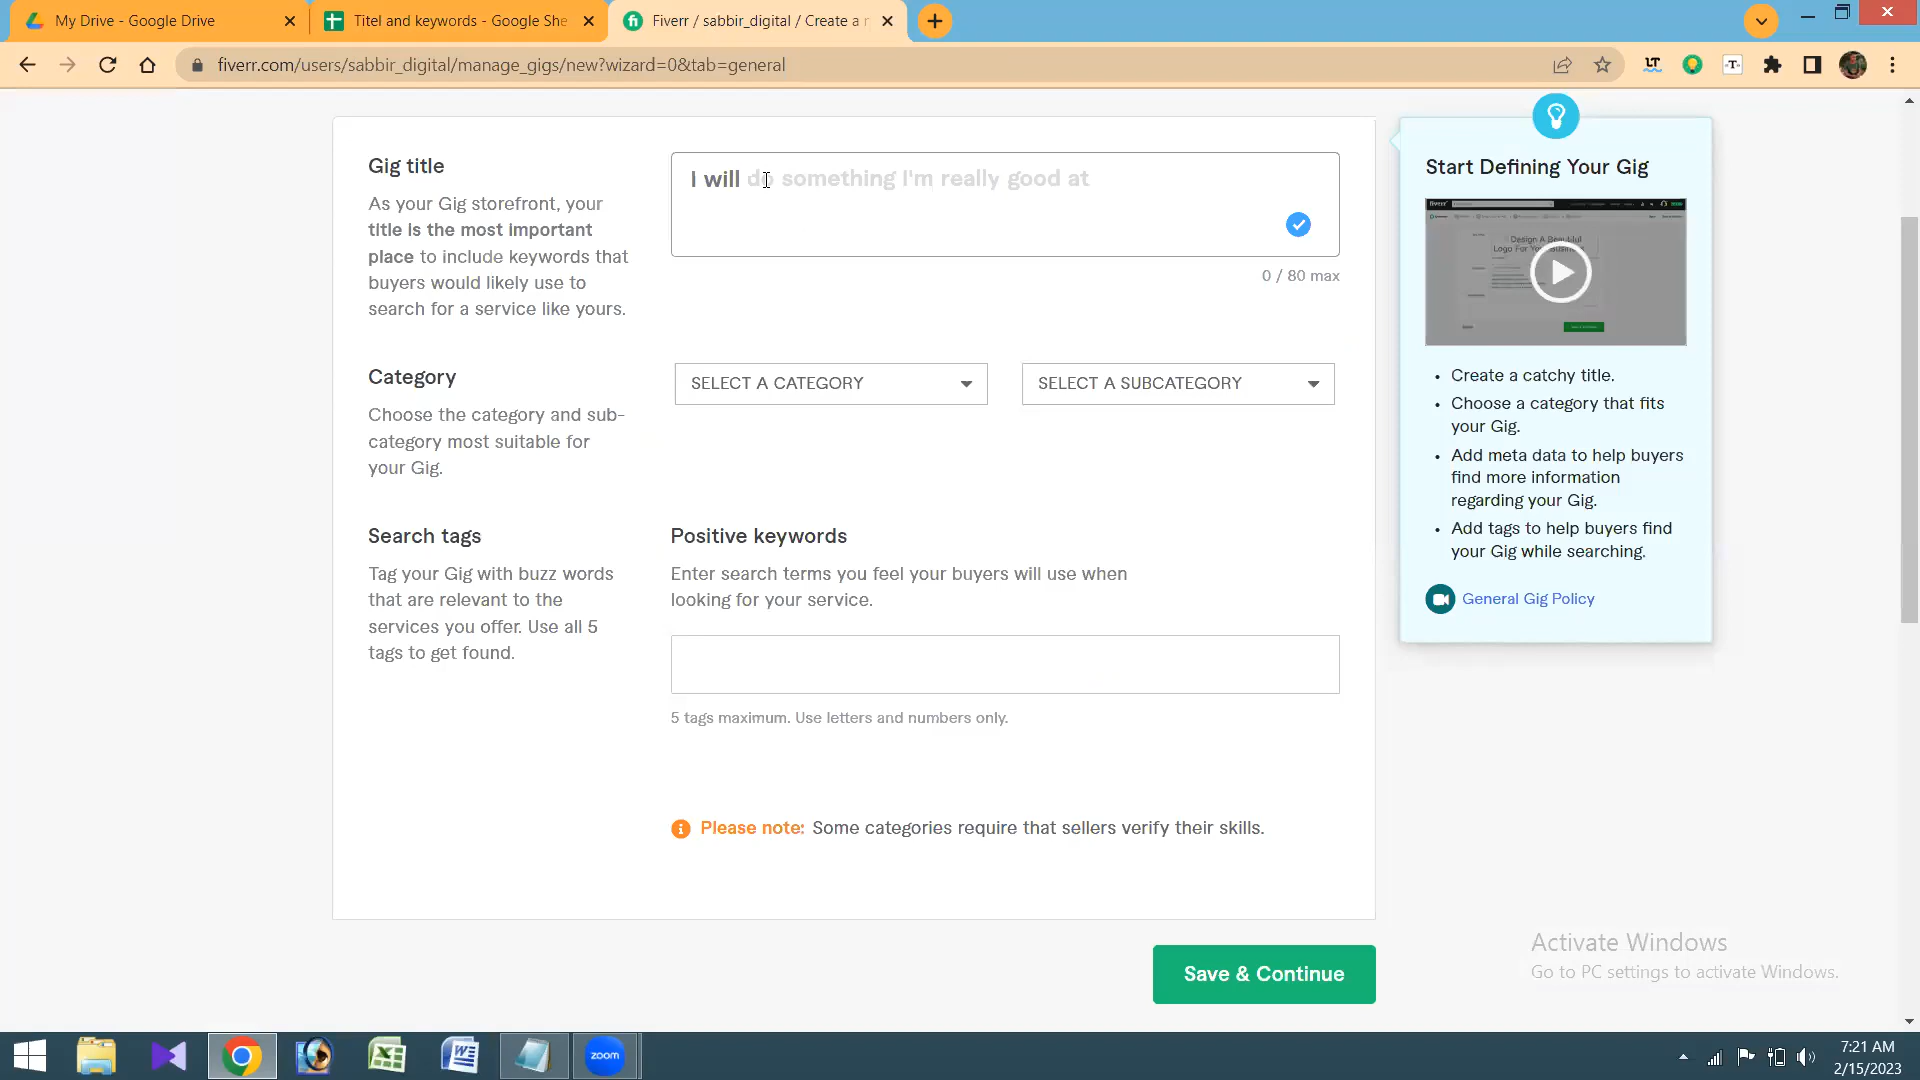 My Drive - Google Drive
Titel and keywords - Google She
Fiverr / sabbir_digital / Create a
fiverr.com/users/sabbir_digital/manage_gigs/new?wizard=0&tab=general
Gig title
As your Gig storefront, your
title is the most important
place to include keywords that
buyers would likely use to
search for a service like yours.
I will do something I'm really good at
0 / 80 max
Category
Choose the category and sub-
category most suitable for
your Gig.
SELECT A CATEGORY
SELECT A SUBCATEGORY
Search tags
Tag your Gig with buzz words
that are relevant to the
services you offer. Use all 5
tags to get found.
Positive keywords
Enter search terms you feel your buyers will use when
looking for your service.
5 tags maximum. Use letters and numbers only.
Please note: Some categories require that sellers verify their skills.
Save & Continue
Start Defining Your Gig
fiverr
Design A Beautiful
Logo For Your Business
• Create a catchy title.
• Choose a category that fits
your Gig.
• Add meta data to help buyers
find more information
regarding your Gig.
• Add tags to help buyers find
your Gig while searching.
General Gig Policy
Activate Windows
Go to PC settings to activate Windows.
zoom
7:21 AM
2/15/2023